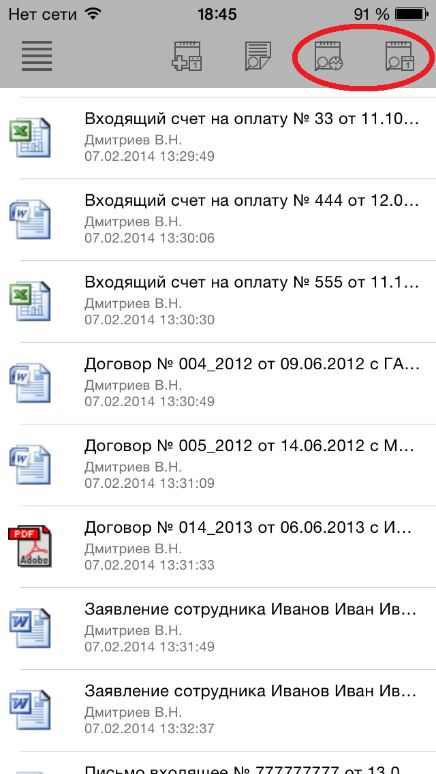 Нет сети 18:45 91 %
Входящий счет на оплату № 33 от 11.10...
Дмитриев В.Н.
07.02.2014 13:29:49
Входящий счет на оплату № 444 от 12.0...
Дмитриев В.Н.
07.02.2014 13:30:06
Входящий счет на оплату № 555 от 11.1...
Дмитриев В.Н.
07.02.2014 13:30:30
Договор № 004_2012 от 09.06.2012 с ГА...
Дмитриев В.Н.
07.02.2014 13:30:49
Договор № 005_2012 от 14.06.2012 с М...
Дмитриев В.Н.
07.02.2014 13:31:09
PDF
Adobe
Договор № 014_2013 от 06.06.2013 с И...
Дмитриев В.Н.
07.02.2014 13:31:33
Заявление сотрудника Иванов Иван Ив...
Дмитриев В.Н.
07.02.2014 13:31:49
Заявление сотрудника Иванов Иван Ив...
Дмитриев В.Н.
07.02.2014 13:32:37
Письмо входящее № 777777777 от 13.0...